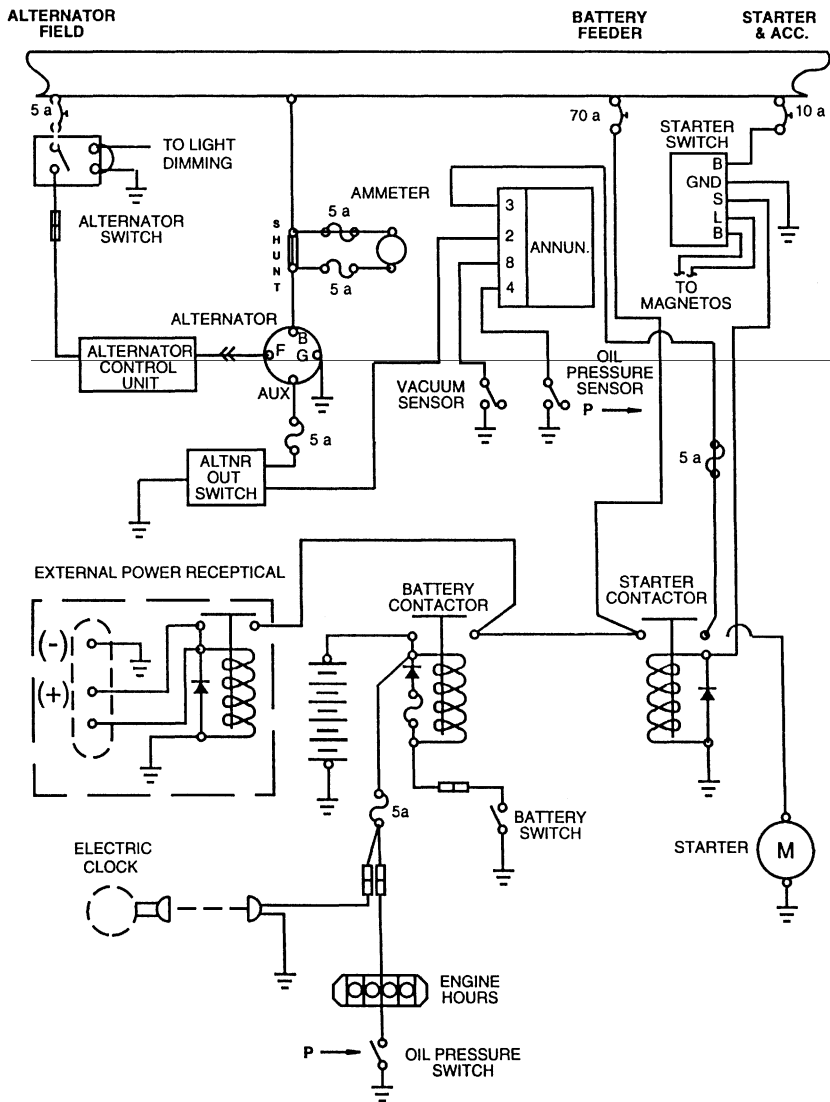 ALTERNATOR
FIELD
BATTERY
FEEDER
STARTER
& ACC.
5 a
70 a
10 a
TO LIGHT
DIMMING
STARTER
SWITCH
B
GND
S
L
B
TO
MAGNETOS
ALTERNATOR
SWITCH
SHUNT
5 a
5 a
AMMETER
3
2
8
4
ANNUN.
ALTERNATOR
B
F
G
AUX
ALTERNATOR
CONTROL
UNIT
VACUUM
SENSOR
OIL
PRESSURE
SENSOR
P
5 a
5 a
ALTNR
OUT
SWITCH
EXTERNAL POWER RECEPTICAL
(-)
(+)
BATTERY
CONTACTOR
STARTER
CONTACTOR
5a
BATTERY
SWITCH
STARTER
M
ELECTRIC
CLOCK
ENGINE
HOURS
P
OIL PRESSURE
SWITCH